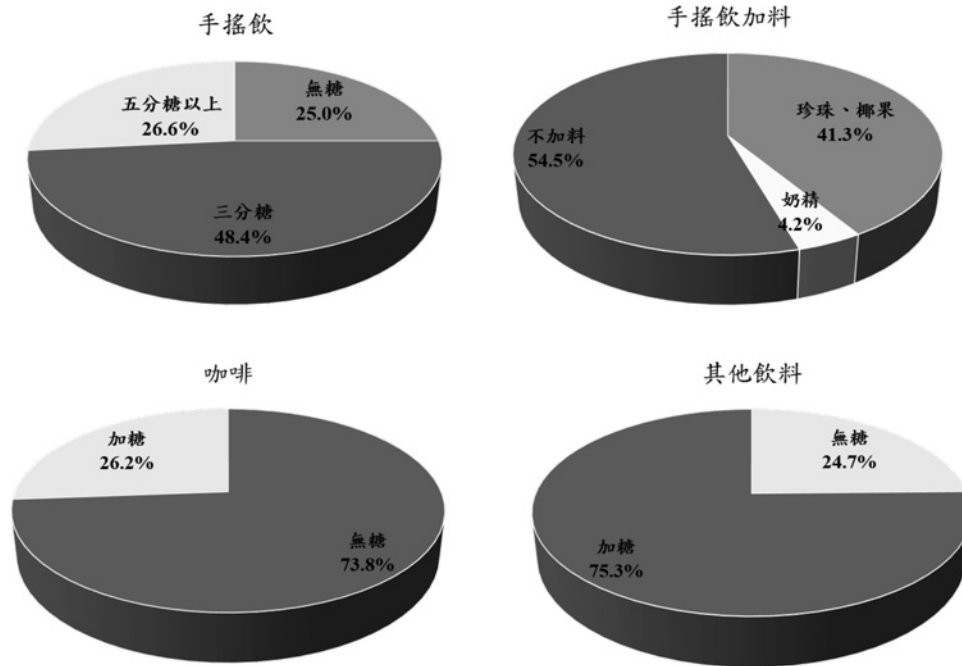 手搖飲
五分糖以上
26.6%
無糖
25.0%
三分糖
48.4%
手搖飲加料
不加料
54.5%
珍珠、椰果
41.3%
奶精
4.2%
咖啡
加糖
26.2%
無糖
73.8%
其他飲料
無糖
24.7%
加糖
75.3%